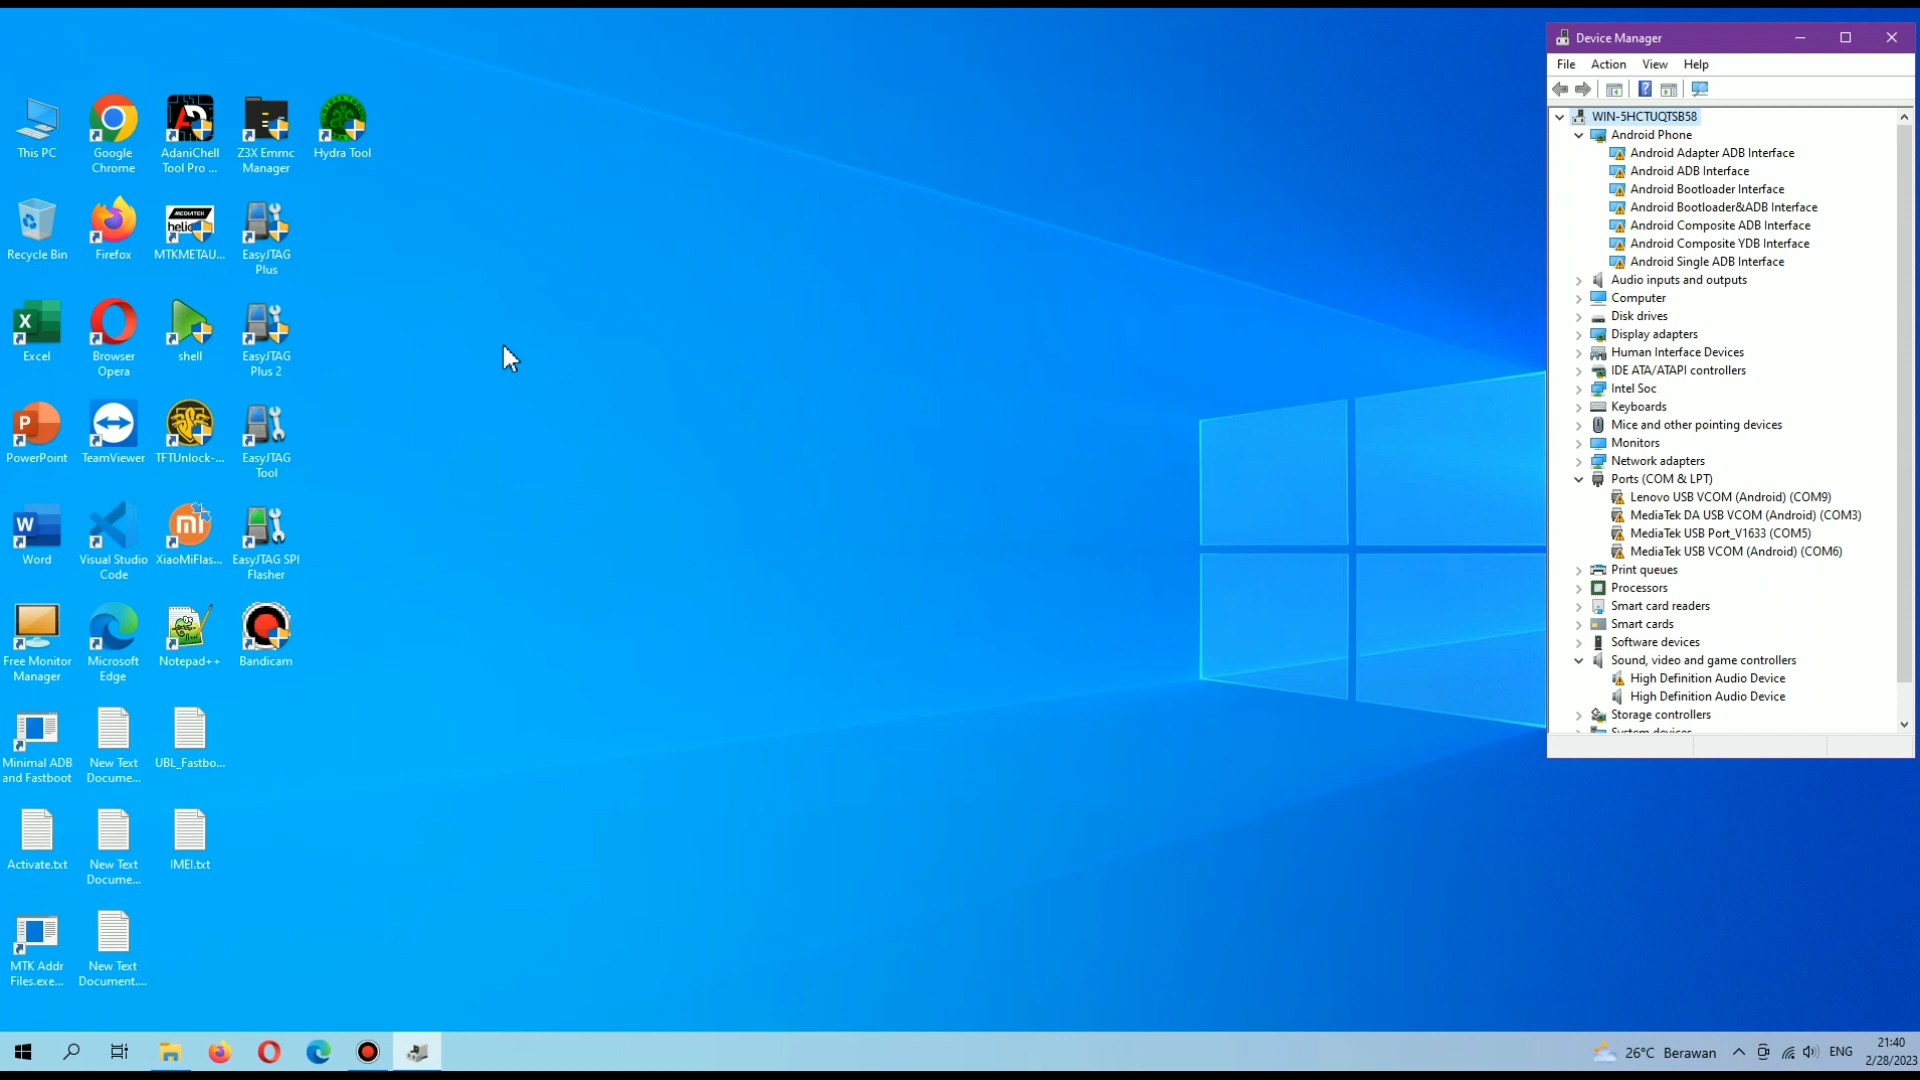 This PC
Google
Chrome
AdaniChell
Tool Pro ...
Z3X Emmc
Manager
Hydra Tool
Recycle Bin
Firefox
MEDIATEK
helio
MTKMETAU...
EasyJTAG
Plus
Excel
Browser
Opera
shell
EasyJTAG
Plus 2
PowerPoint
TeamViewer
TFTUnlock-...
EasyJTAG
Tool
Word
Visual Studio
Code
XiaoMiFlas...
EasyJTAG SPI
Flasher
Free Monitor
Manager
Microsoft
Edge
Notepad++
Bandicam
Minimal ADB
and Fastboot
New Text
Docume...
UBL_Fastbo...
Activate.txt
New Text
Docume...
IMEI.txt
MTK Addr
Files.exe...
New Text
Document....
Device Manager
File Action View Help
WIN-5HCTUQTSB58
Android Phone
Android Adapter ADB Interface
Android ADB Interface
Android Bootloader Interface
Android Bootloader&ADB Interface
Android Composite ADB Interface
Android Composite YDB Interface
Android Single ADB Interface
Audio inputs and outputs
Computer
Disk drives
Display adapters
Human Interface Devices
IDE ATA/ATAPI controllers
Intel Soc
Keyboards
Mice and other pointing devices
Monitors
Network adapters
Ports (COM & LPT)
Lenovo USB VCOM (Android) (COM9)
MediaTek DA USB VCOM (Android) (COM3)
MediaTek USB Port_V1633 (COM5)
MediaTek USB VCOM (Android) (COM6)
Print queues
Processors
Smart card readers
Smart cards
Software devices
Sound, video and game controllers
High Definition Audio Device
High Definition Audio Device
Storage controllers
System devices
26°C Berawan
ENG
21:40
2/28/2023